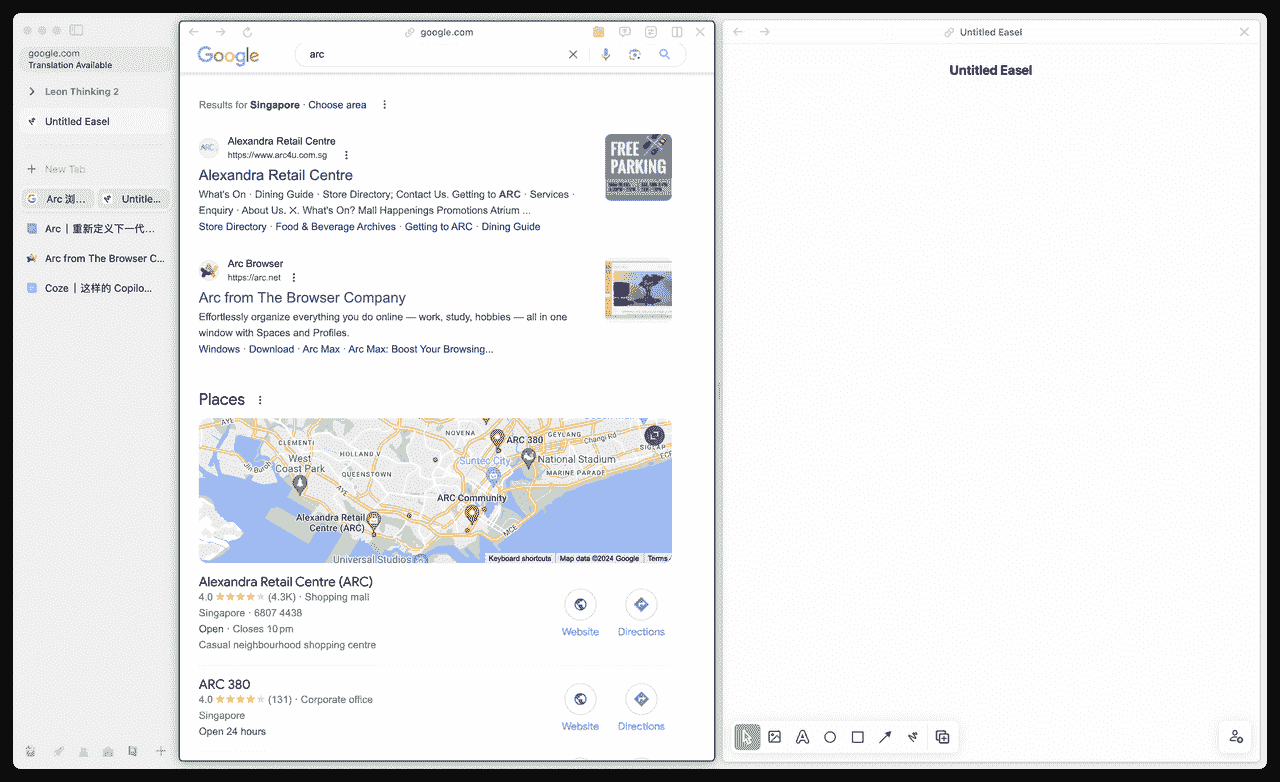 google.com
Translation Available
Leon Thinking 2
Untitled Easel
New Tab
Arc 浏...
Untitle...
Arc | 重新定义下一代...
Arc from The Browser C...
Coze | 这样的 Copilo...
google.com
Google
arc
Results for Singapore · Choose area
Alexandra Retail Centre
https://www.arc4u.com.sg
Alexandra Retail Centre
What's On · Dining Guide · Store Directory; Contact Us. Getting to ARC · Services ·
Enquiry · About Us. X. What's On? Mall Happenings Promotions Atrium ...
Store Directory · Food & Beverage Archives · Getting to ARC · Dining Guide
ARC
FREE
PARKING
Arc Browser
https://arc.net
Arc from The Browser Company
Effortlessly organize everything you do online — work, study, hobbies — all in one
window with Spaces and Profiles.
Windows · Download · Arc Max · Arc Max: Boost Your Browsing...
Places
AYE
NOVENA
ARC 380
GEYLANG
Changi Rd
CLEMENTI
West
Coast Park
HOLLAND V
Suntec City
National Stadium
MARINE PARADE
QUEENSTOWN
AYE
ARC Community
Alexandra Retail
Centre (ARC)
MCE
Universal Studios
Keyboard shortcuts
Map data ©2024 Google
Terms
Alexandra Retail Centre (ARC)
4.0 (4.3K) · Shopping mall
Singapore · 6807 4438
Open · Closes 10 pm
Casual neighbourhood shopping centre
Website
Directions
ARC 380
4.0 (131) · Corporate office
Singapore
Open 24 hours
Website
Directions
Untitled Easel
Untitled Easel